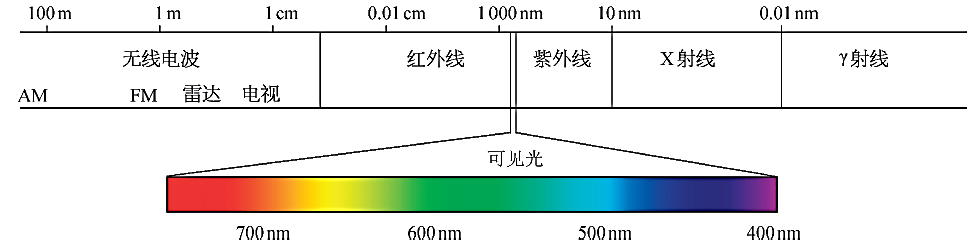 100 m 1 m 1 cm 0.01 cm 1 000 nm 10 nm 0.01 nm
无线电波 红外线 紫外线 X 射线 γ 射线
AM FM 雷达 电视
可见光
700 nm 600 nm 500 nm 400 nm